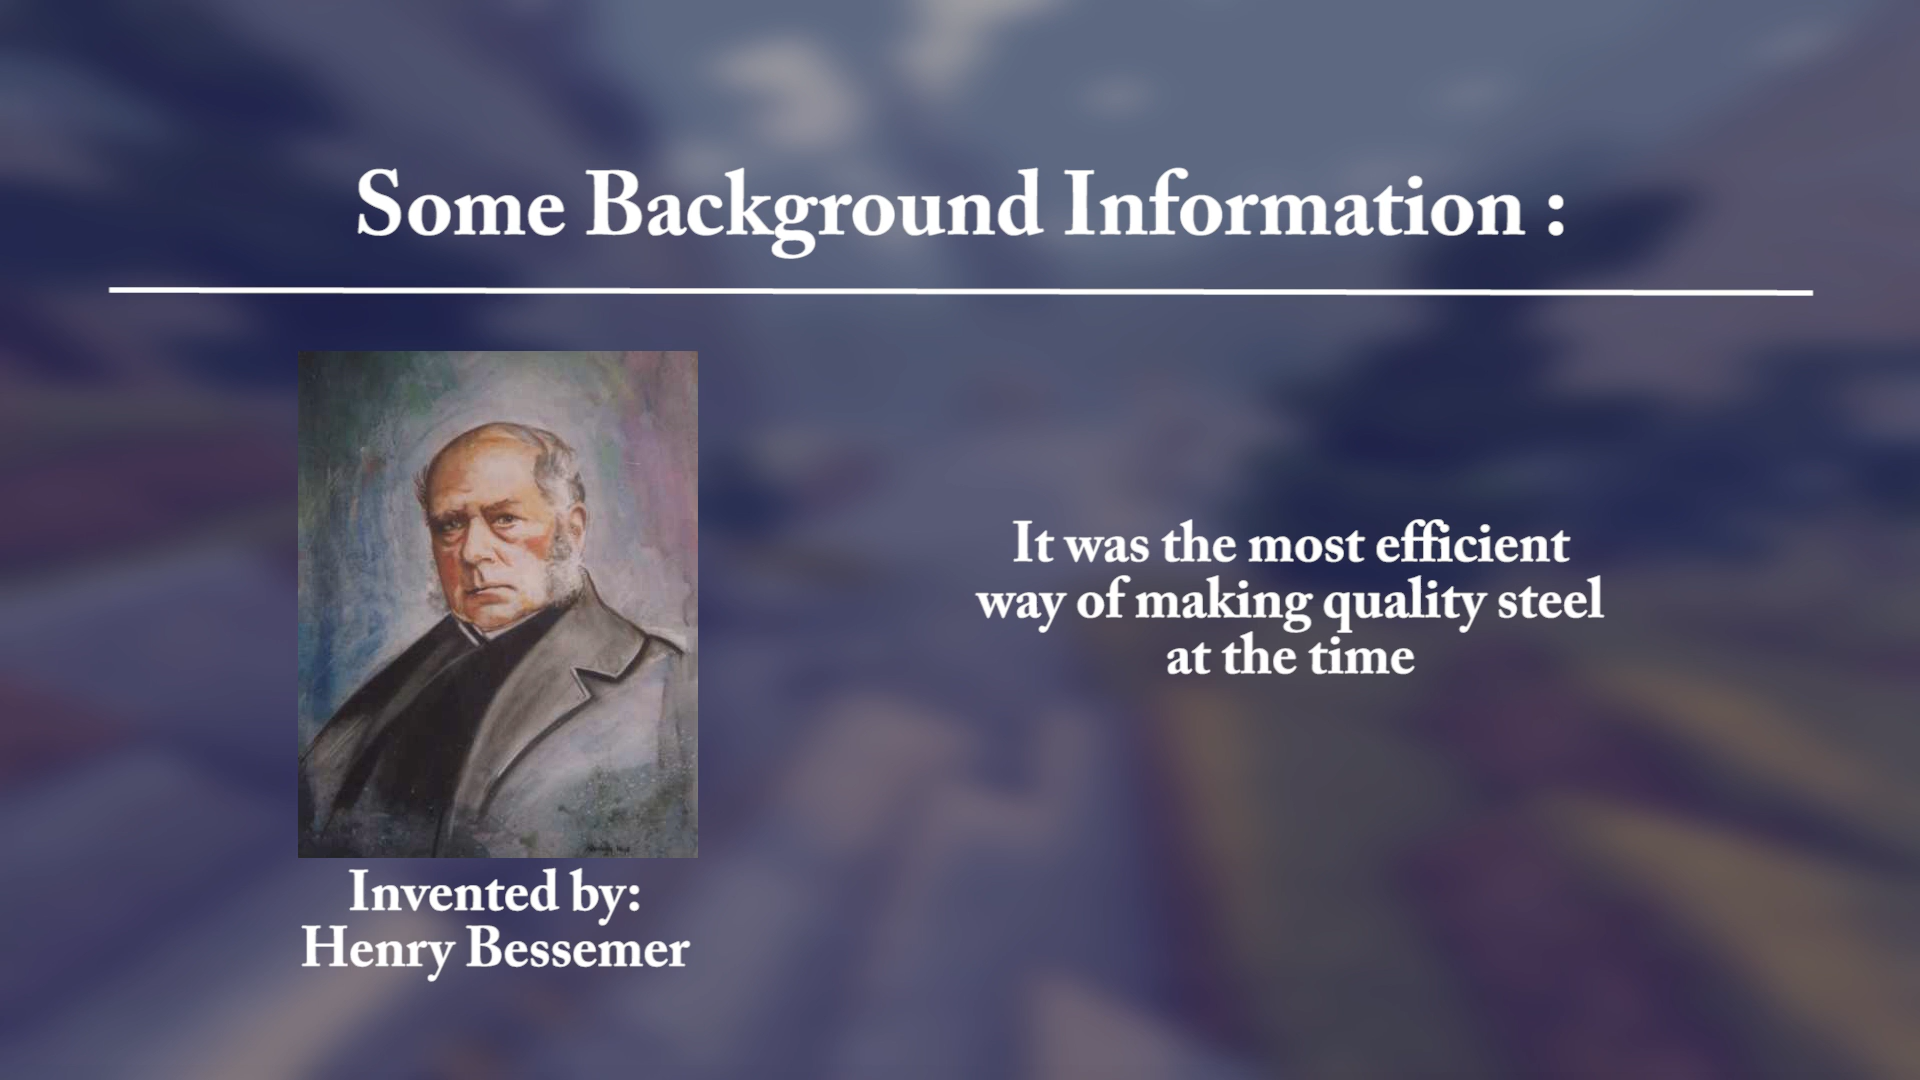 Some Background Information :
It was the most efficient
way of making quality steel
at the time
Invented by:
Henry Bessemer